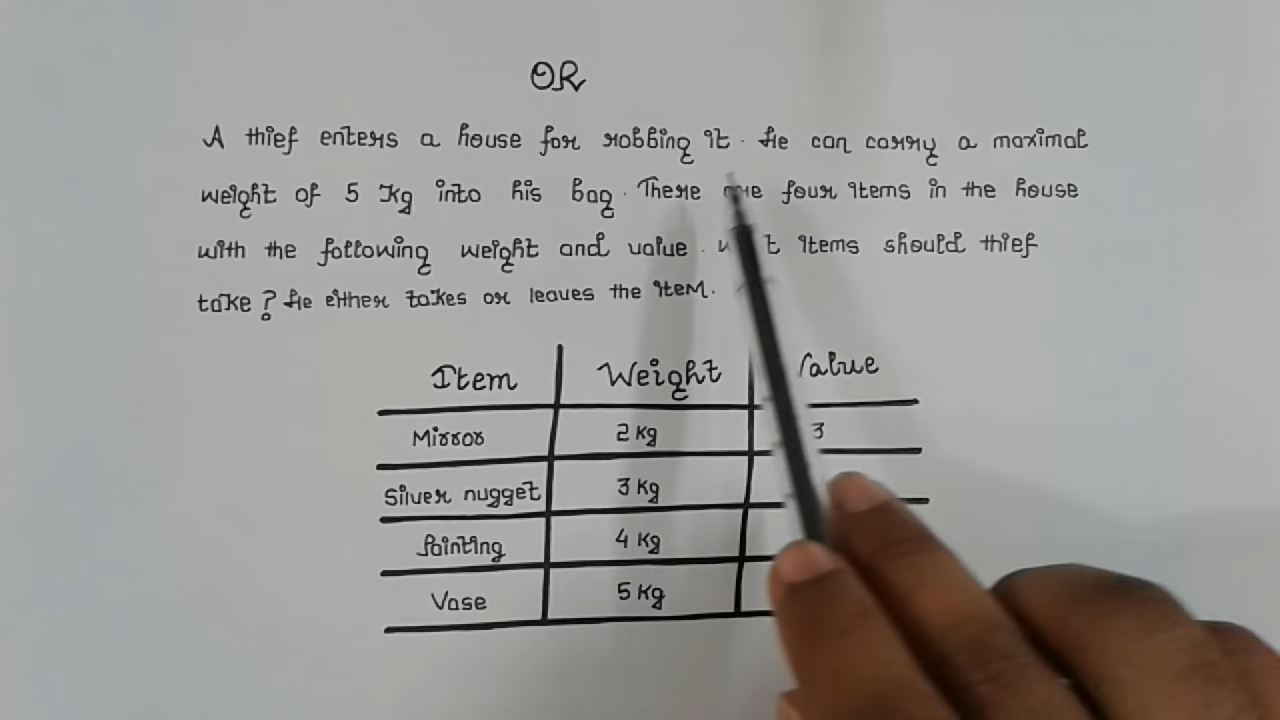 OR
A thief enters a house for robbing it. He can carry a maximal
weight of 5 Kg into his bag. There are four items in the house
with the following weight and value. items should thief
take? He either takes or leaves the item.
Item Weight Value
Mirror 2 Kg 3
Silver nugget 3 Kg
Painting 4 Kg
Vase 5 Kg